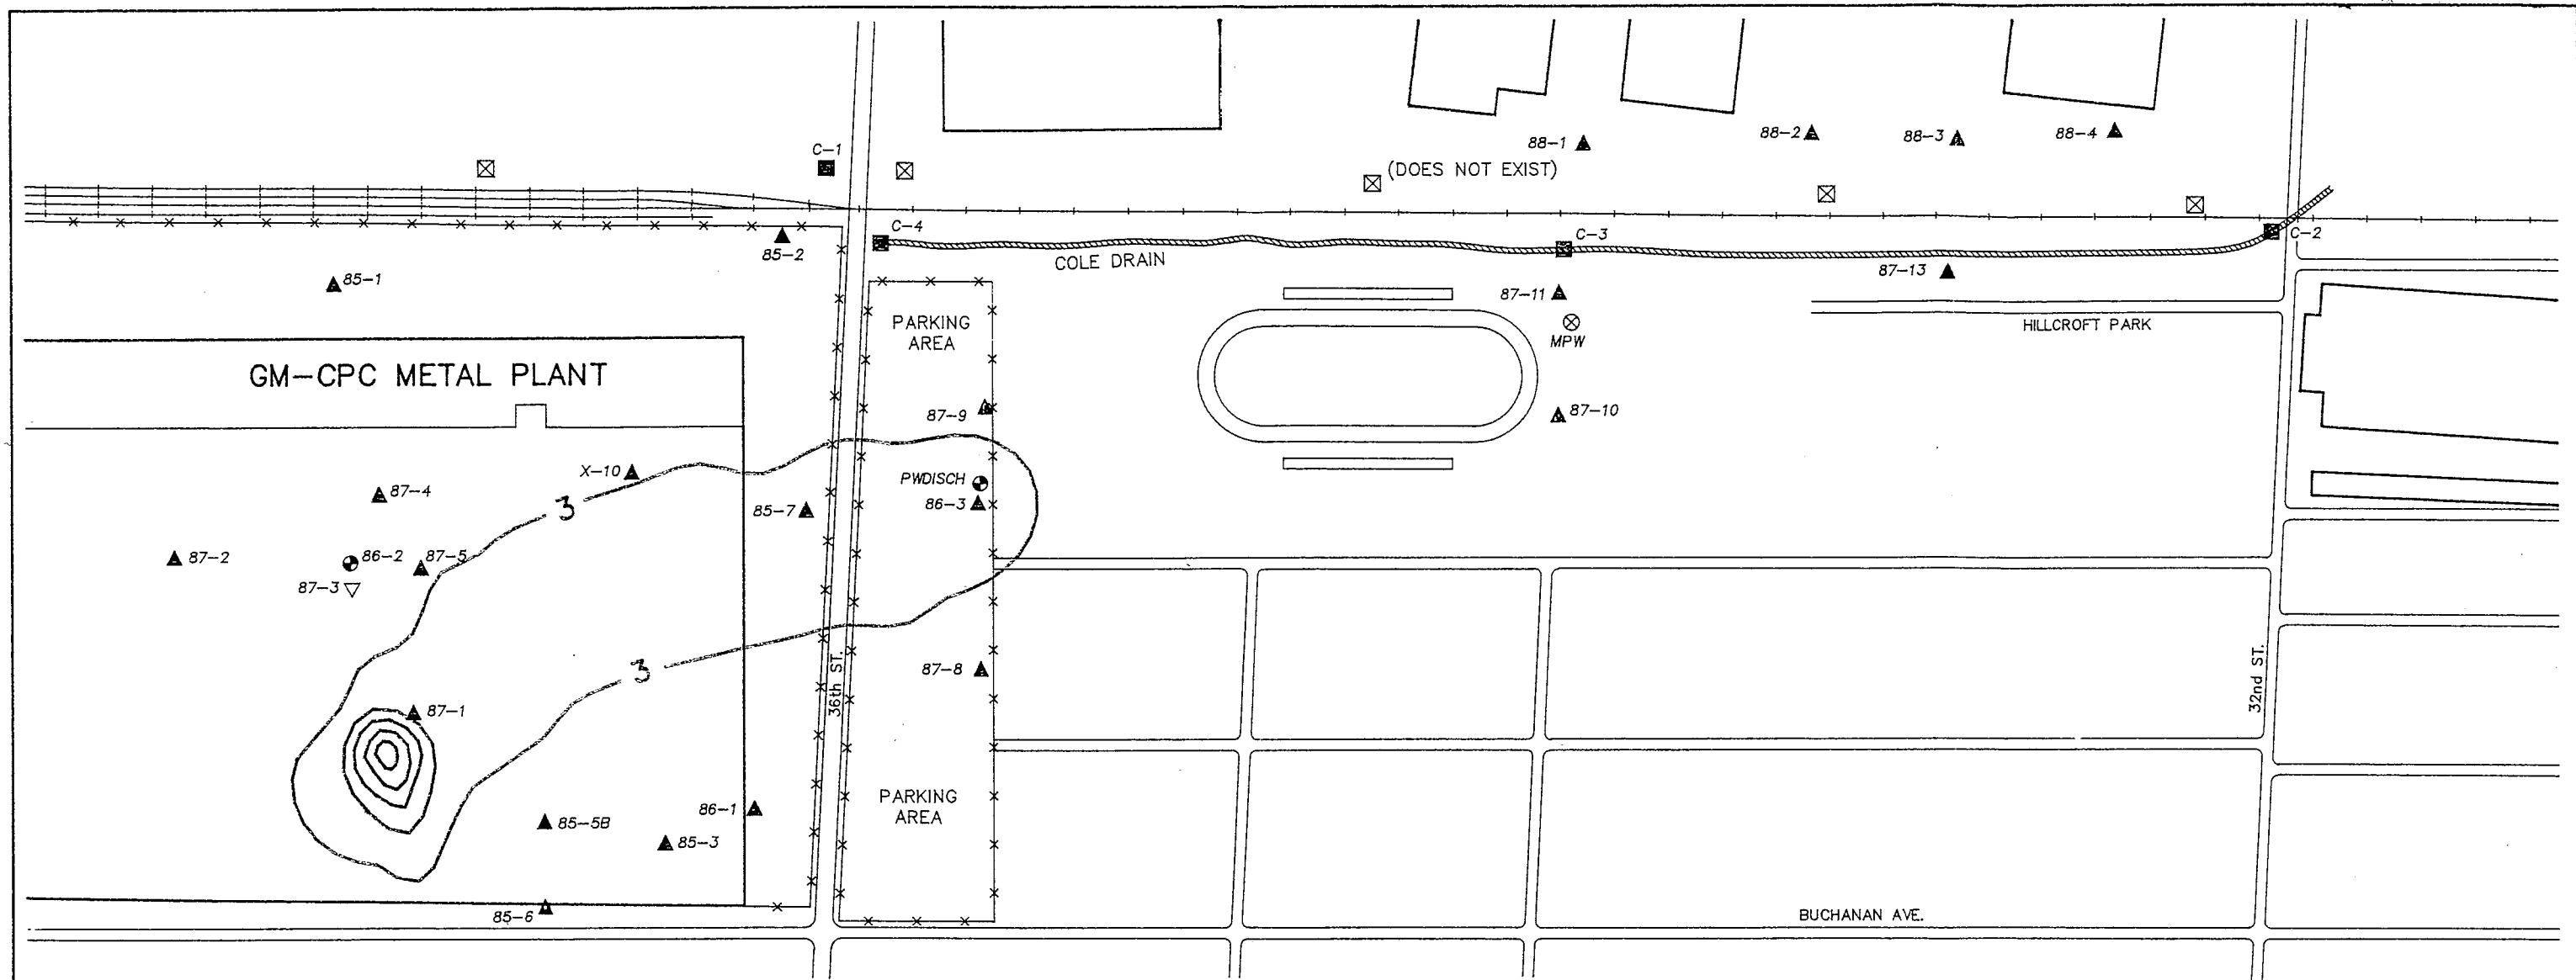 C-1
88-1
88-2
88-3
88-4
(DOES NOT EXIST)
C-4
C-3
C-2
85-2
85-1
COLE DRAIN
87-13
87-11
MPW
HILLCROFT PARK
PARKING
AREA
GM-CPC METAL PLANT
87-9
87-10
X-10
87-4
3
PWDISCH
86-3
85-7
87-2
86-2
87-5
87-3
3
87-8
36th ST.
32nd ST.
87-1
PARKING
AREA
86-1
85-5B
85-3
85-6
BUCHANAN AVE.